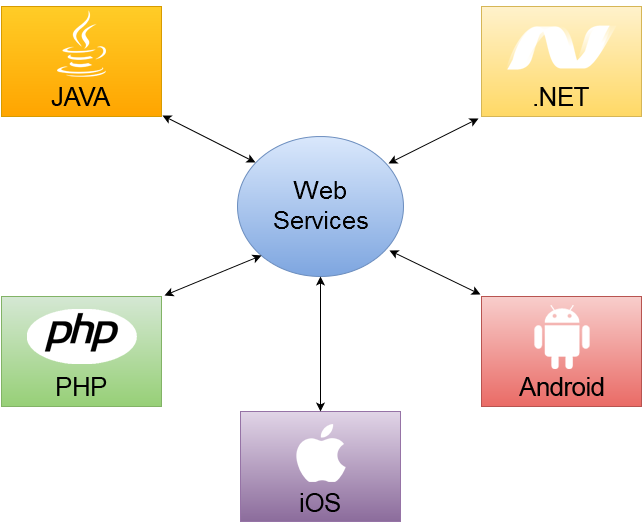 JAVA
.NET
Web
Services
php
PHP
Android
iOS